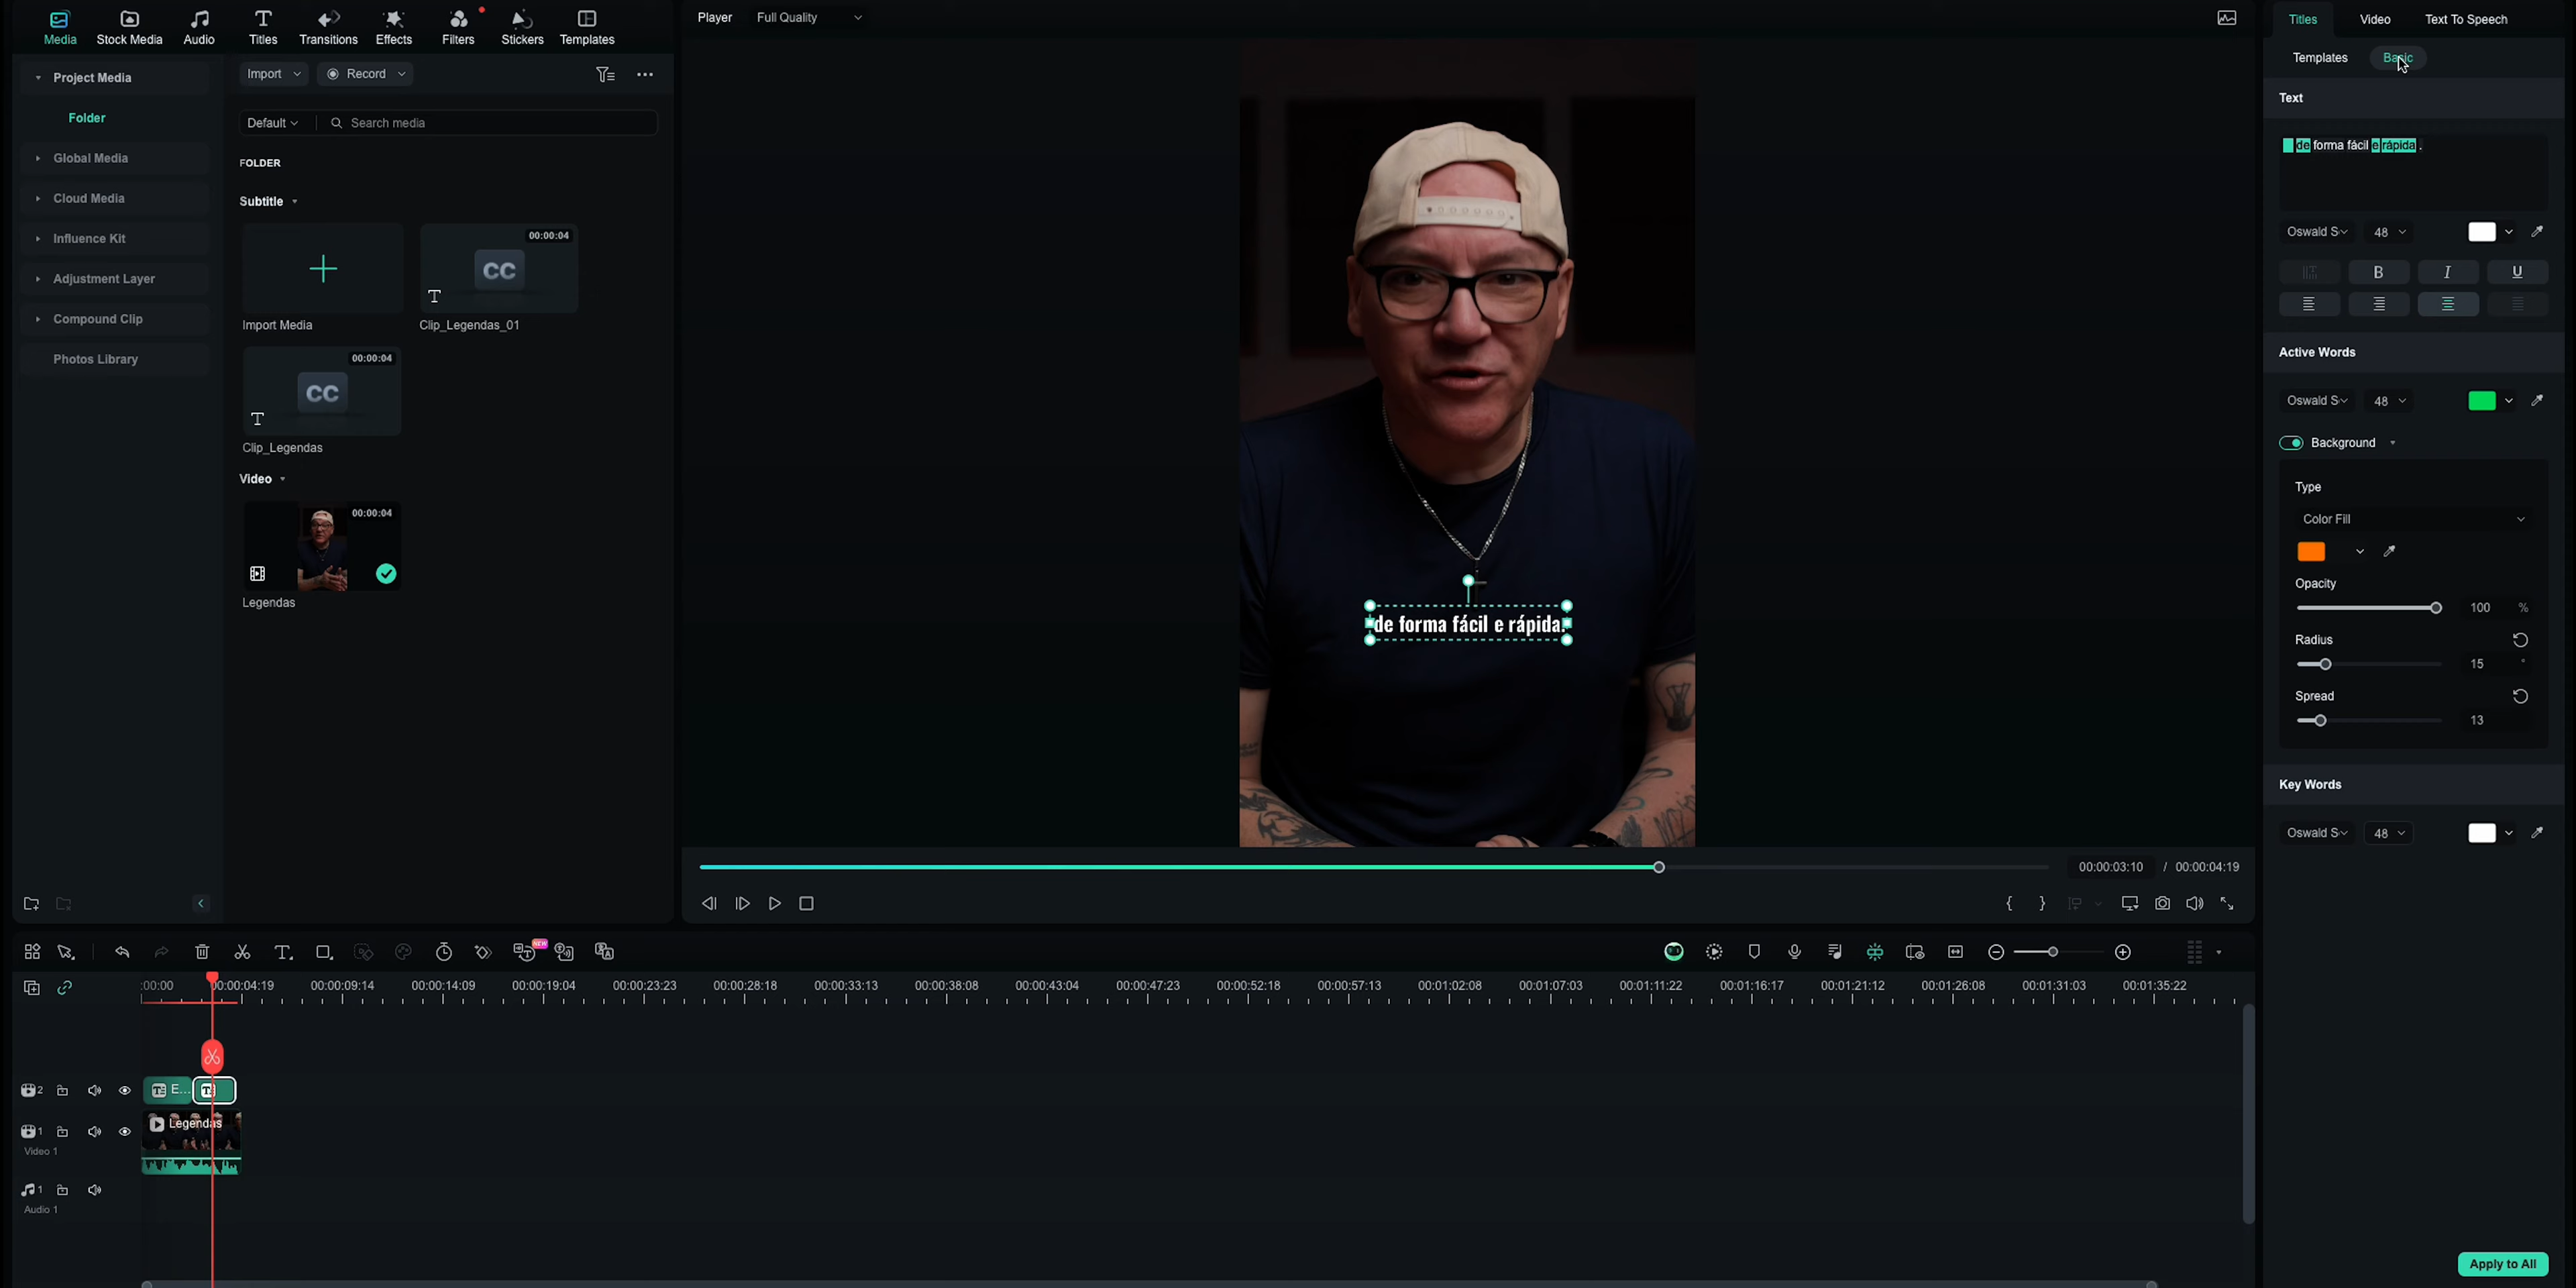 Media Stock Media Audio Titles Transitions Effects Filters Stickers Templates
Project Media
Folder
Global Media
Cloud Media
Influence Kit
Adjustment Layer
Compound Clip
Photos Library
Import Record
Default Search media
FOLDER
Subtitle
00:00:04
CC
T
Import Media Clip_Legendas_01
00:00:04
CC
T
Clip_Legendas
Video
00:00:04
Legendas
Player Full Quality
de forma fácil e rápida.
00:00:03:10 / 00:00:04:19
Titles Video Text To Speech
Templates Basic
Text
de forma fácil e rápida .
Oswald S 48
B I U
Active Words
Oswald S 48
Background
Type
Color Fill
Opacity
100 %
Radius
15 °
Spread
13
Key Words
Oswald S 48
Apply to All
NEW
:00:00 00:00:04:19 00:00:09:14 00:00:14:09 00:00:19:04 00:00:23:23 00:00:28:18 00:00:33:13 00:00:38:08 00:00:43:04 00:00:47:23 00:00:52:18 00:00:57:13 00:01:02:08 00:01:07:03 00:01:11:22 00:01:16:17 00:01:21:12 00:01:26:08 00:01:31:03 00:01:35:22
2 E...
1 Legendas
Video 1
1
Audio 1